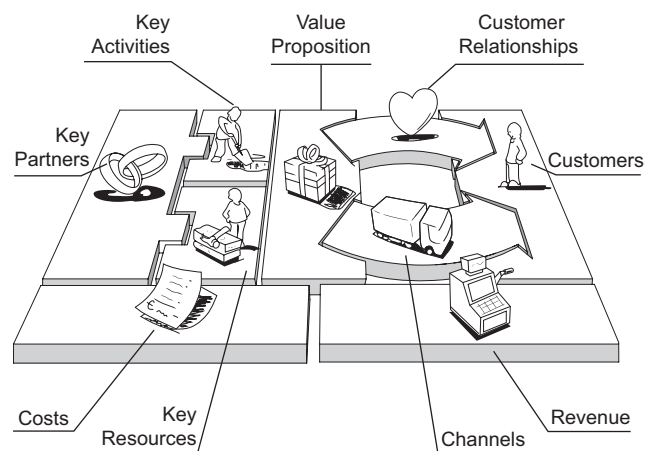 Key
Activities
Value
Proposition
Customer
Relationships
Key
Partners
Customers
Costs
Key
Resources
Channels
Revenue